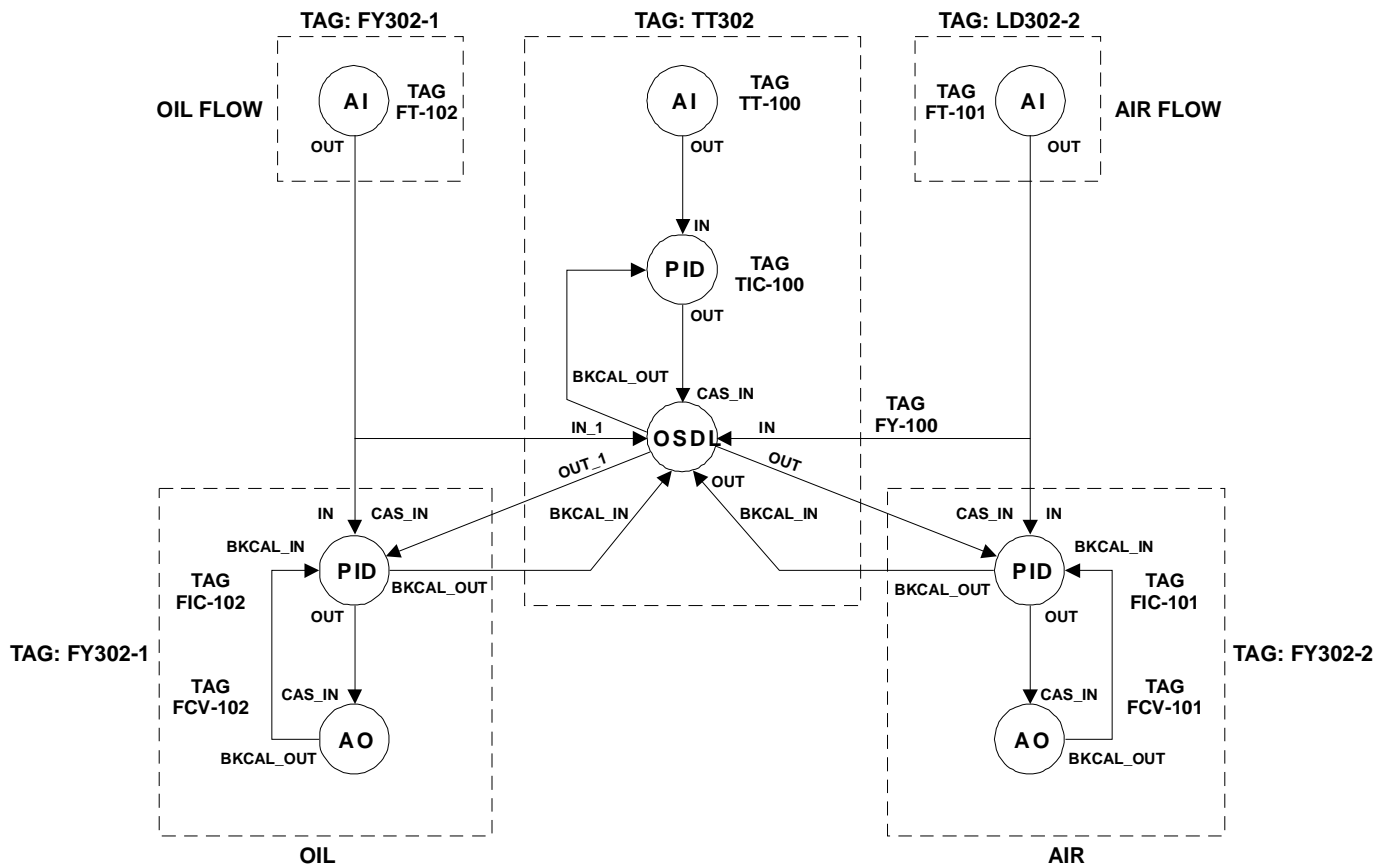 TAG: FY302-1
TAG: TT302
TAG: LD302-2
OIL FLOW
AI
TAG
FT-102
OUT
AI
TAG
TT-100
OUT
TAG
FT-101
AI
OUT
AIR FLOW
IN
PID
TAG
TIC-100
OUT
BKCAL_OUT
CAS_IN
TAG
FY-100
IN_1
OSDL
IN
OUT_1
OUT
OUT
BKCAL_IN
BKCAL_IN
IN
CAS_IN
BKCAL_IN
PID
BKCAL_OUT
TAG
FIC-102
OUT
TAG: FY302-1
TAG
FCV-102
CAS_IN
AO
BKCAL_OUT
OIL
CAS_IN
IN
BKCAL_IN
PID
BKCAL_OUT
TAG
FIC-101
OUT
TAG: FY302-2
CAS_IN
TAG
FCV-101
AO
BKCAL_OUT
AIR